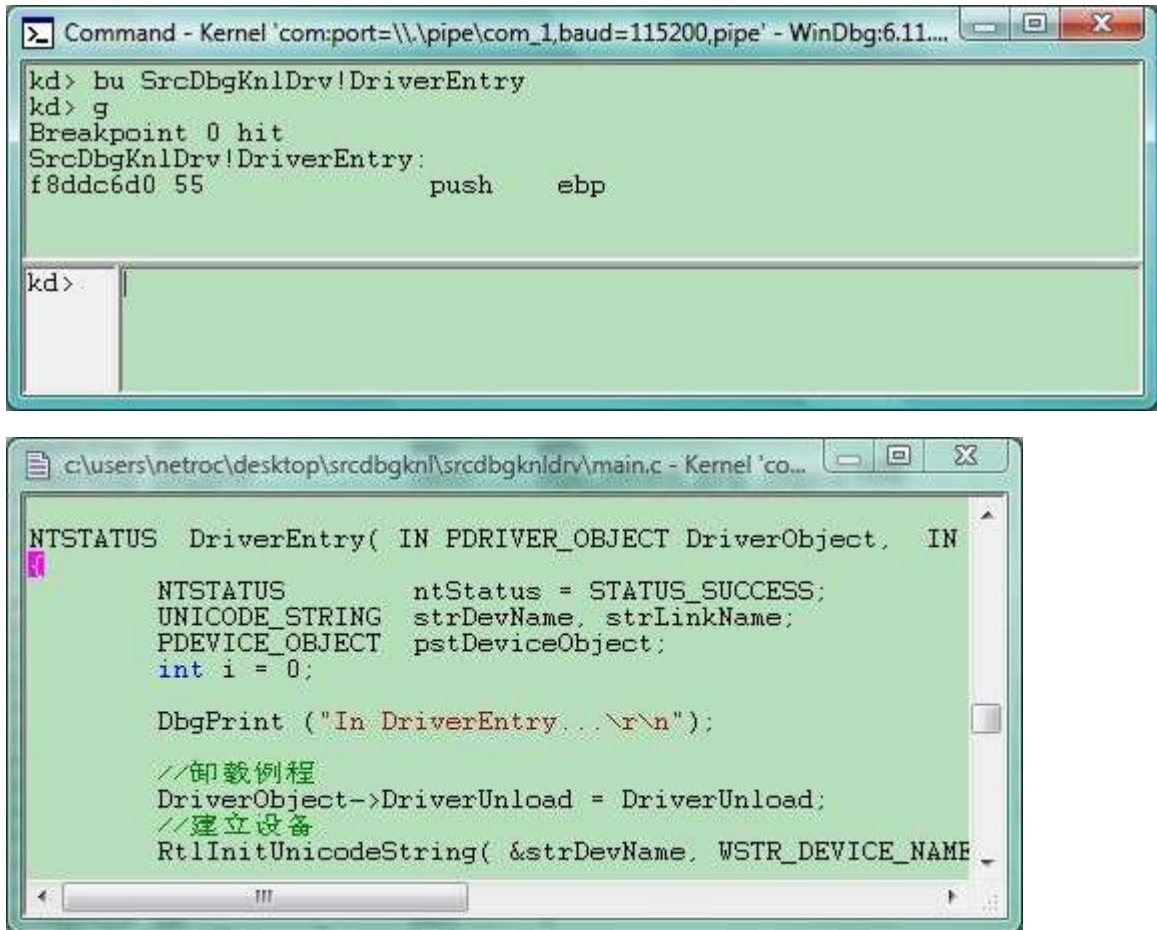 Command - Kernel 'com:port=\\.\pipe\com_1,baud=115200,pipe' - WinDbg:6.11....
kd> bu SrcDbgKnlDrv!DriverEntry
kd> g
Breakpoint 0 hit
SrcDbgKnlDrv!DriverEntry:
f8ddc6d0 55 push ebp
kd>
c:\users\netroc\desktop\srcdbgknl\srcdbgknldrv\main.c - Kernel 'co...
NTSTATUS DriverEntry( IN PDRIVER_OBJECT DriverObject, IN
{
NTSTATUS ntStatus = STATUS_SUCCESS;
UNICODE_STRING strDevName, strLinkName;
PDEVICE_OBJECT pstDeviceObject;
int i = 0;
DbgPrint ("In DriverEntry...\r\n");
//卸载例程
DriverObject->DriverUnload = DriverUnload;
//建立设备
RtlInitUnicodeString( &strDevName, WSTR_DEVICE_NAME